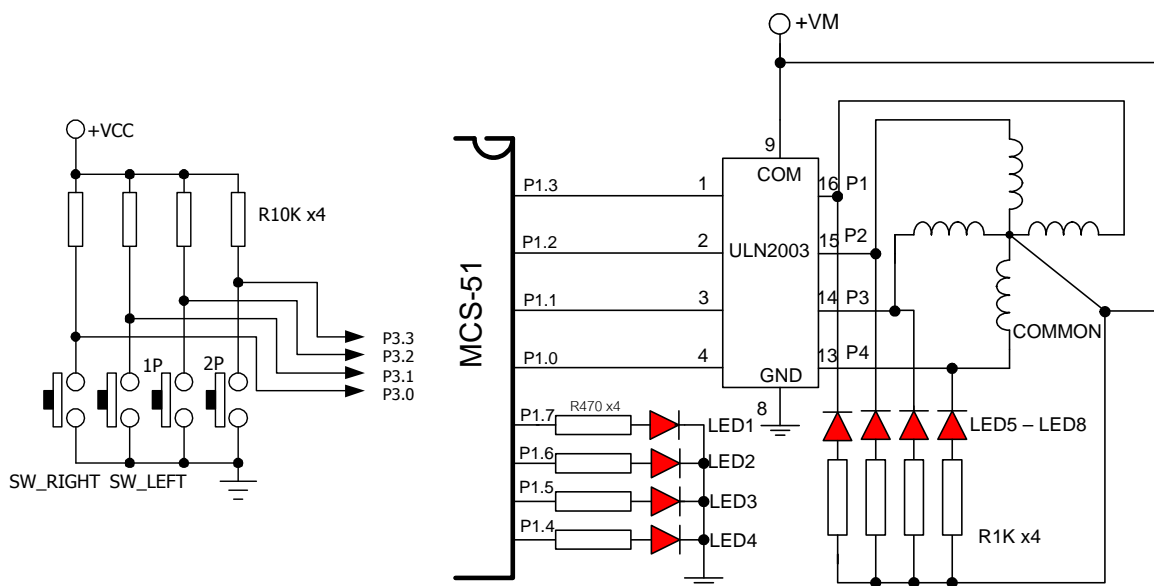 +VM
+VCC
R10K x4
P3.3
P3.2
P3.1
P3.0
1P
2P
SW_RIGHT
SW_LEFT
MCS-51
P1.3
P1.2
P1.1
P1.0
P1.7
P1.6
P1.5
P1.4
R470 x4
LED1
LED2
LED3
LED4
1
2
3
4
9
COM
ULN2003
GND
8
16
P1
15
P2
14
P3
13
P4
COMMON
LED5 – LED8
R1K x4